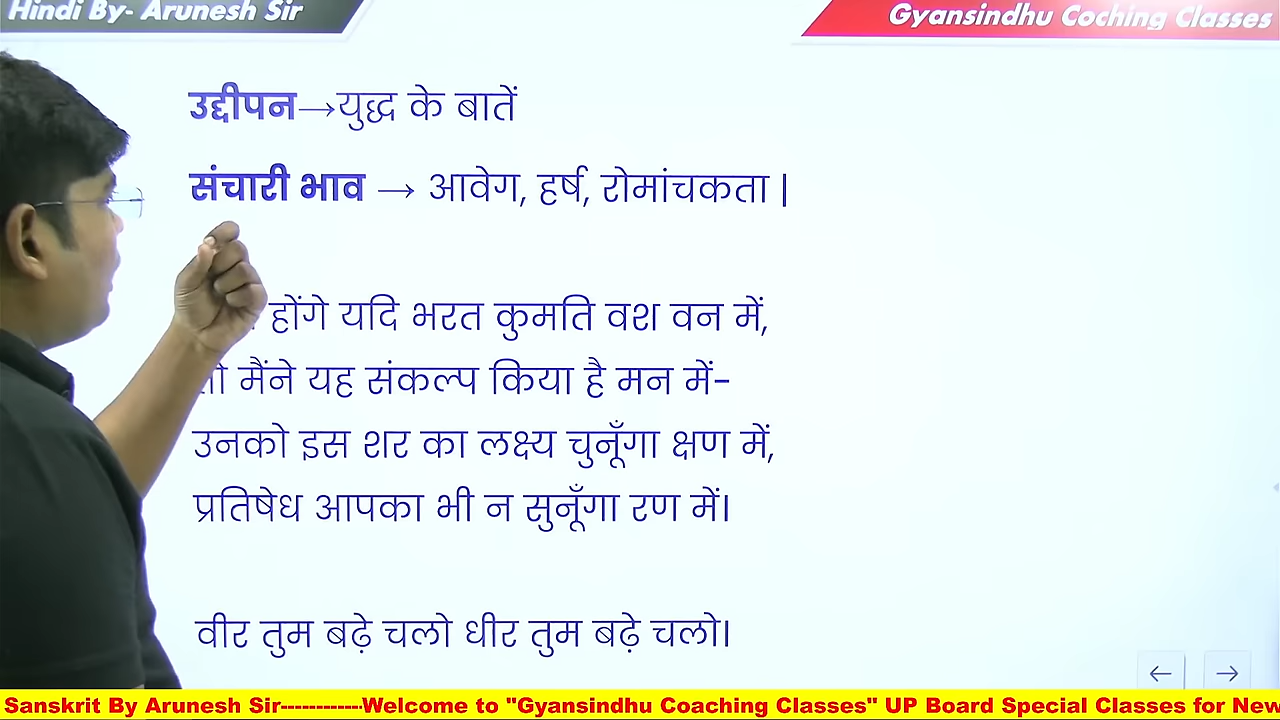 Hindi By- Arunesh Sir
Gyansindhu Coching Classes
उद्दीपन→युद्ध के बातें
संचारी भाव → आवेग, हर्ष, रोमांचकता |
होंगे यदि भरत कुमति वश वन में,
मैंने यह संकल्प किया है मन में-
उनको इस शर का लक्ष्य चुनूँगा क्षण में,
प्रतिषेध आपका भी न सुनूँगा रण में।
वीर तुम बढ़े चलो धीर तुम बढ़े चलो।
Sanskrit By Arunesh Sir-----------Welcome to "Gyansindhu Coaching Classes" UP Board Special Classes for New